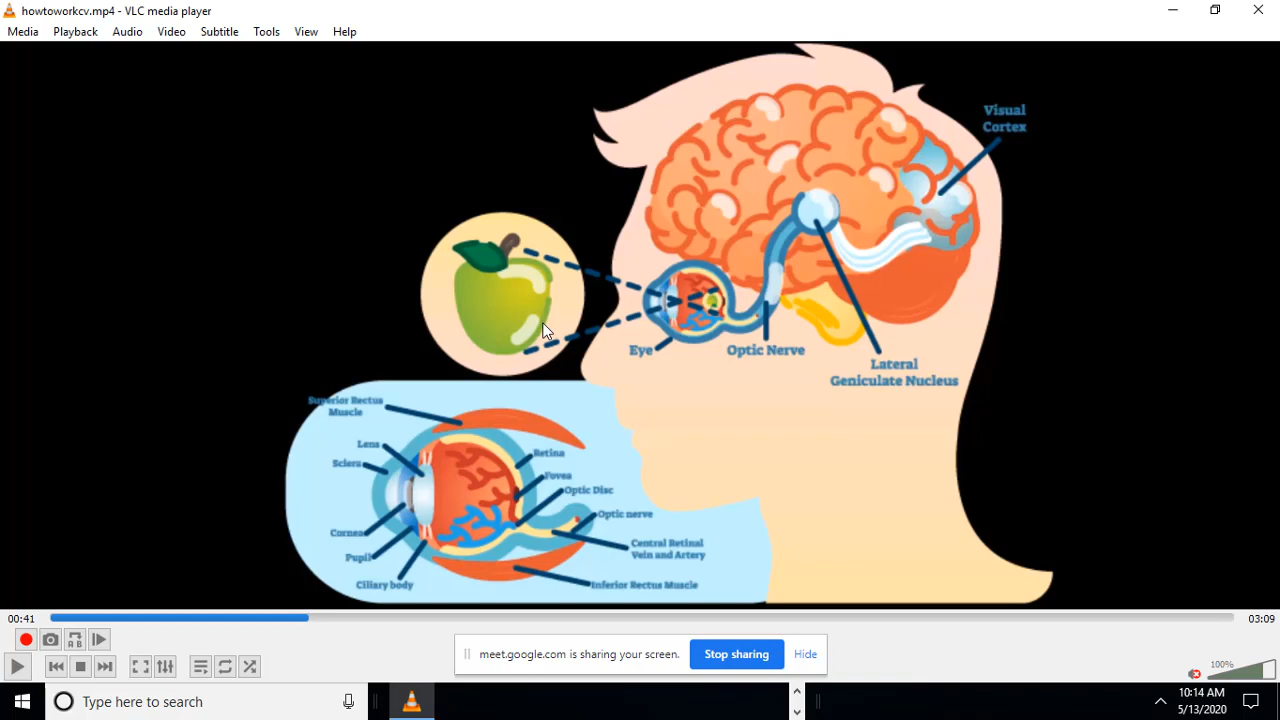 howtoworkcv.mp4 - VLC media player
Media Playback Audio Video Subtitle Tools View Help
Visual
Cortex
Eye
Optic Nerve
Lateral
Geniculate Nucleus
Superior Rectus
Muscle
Lens
Sclera
Cornea
Pupil
Ciliary body
Retina
Fovea
Optic Disc
Optic nerve
Central Retinal
Vein and Artery
Inferior Rectus Muscle
00:41
03:09
A B
meet.google.com is sharing your screen.
Stop sharing
Hide
100%
Type here to search
10:14 AM
5/13/2020